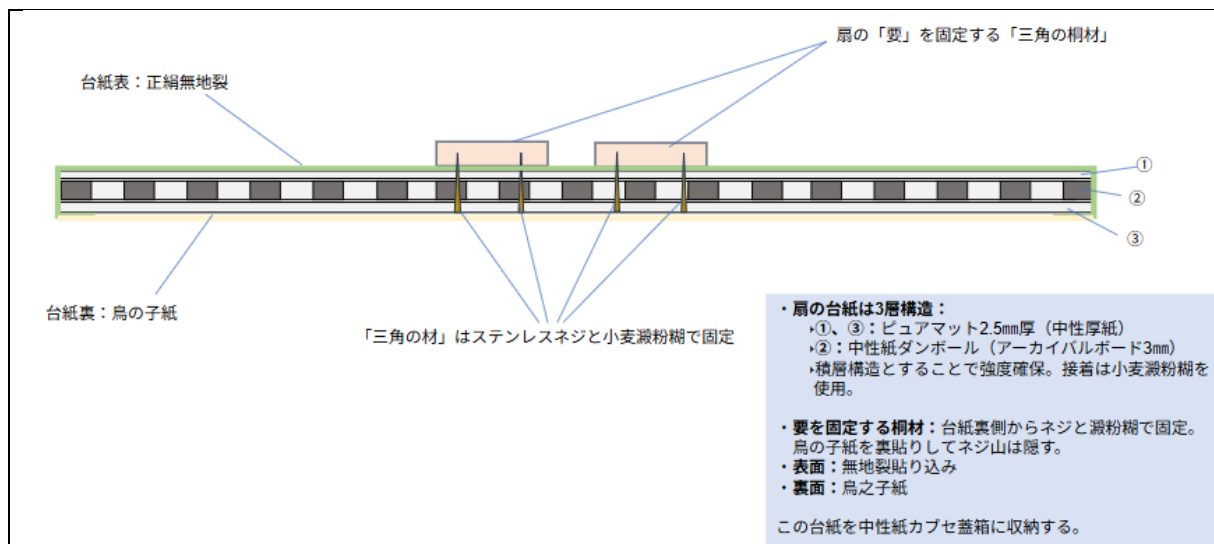 扇の「要」を固定する「三角の桐材」
台紙表：正絹無地裂
①
②
③
台紙裏：鳥の子紙
「三角の材」はステンレスネジと小麦澱粉糊で固定
・扇の台紙は3層構造：
▸①、③：ピュアマット2.5㎜厚（中性厚紙）
▸②：中性紙ダンボール（アーカイバルボード3㎜）
▸積層構造とすることで強度確保。接着は小麦澱粉糊を
使用。
・要を固定する桐材：台紙裏側からネジと澱粉糊で固定。
鳥の子紙を裏貼りしてネジ山は隠す。
・表面：無地裂貼り込み
・裏面：鳥之子紙
この台紙を中性紙カブセ蓋箱に収納する。